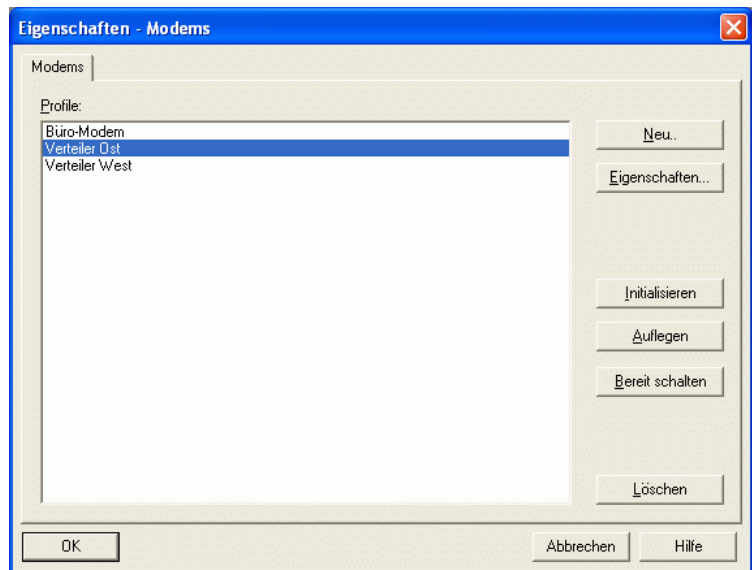 Eigenschaften - Modems
Modems
Profile:
Büro-Modem
Verteiler Ost
Verteiler West
Neu..
Eigenschaften...
Initialisieren
Auflegen
Bereit schalten
Löschen
OK
Abbrechen
Hilfe